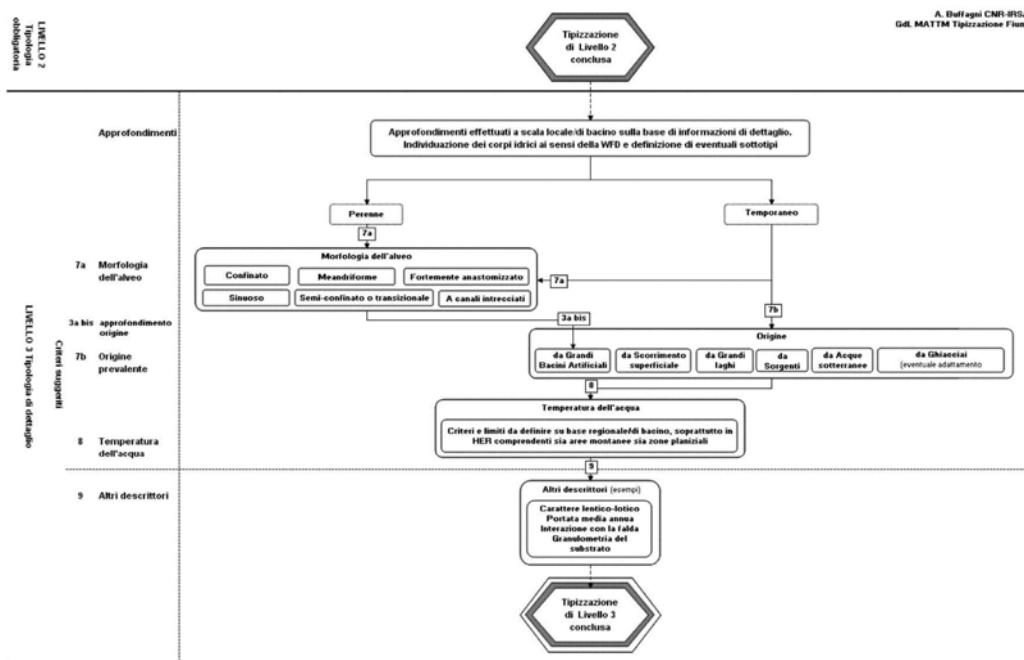 A. Buffagni CNR-IRSA
GdL MATTM Tipizzazione Fium
LIVELLO 2
Tipologia
obbligatoria
Tipizzazione
di Livello 2
conclusa
Approfondimenti
Approfondimenti effettuati a scala locale/di bacino sulla base di informazioni di dettaglio.
Individuazione dei corpi idrici ai sensi della WFD e definizione di eventuali sottotipi
Perenne
Temporaneo
7a
7a Morfologia
dell'alveo
Morfologia dell'alveo
Confinato
Meandriforme
Fortemente anastomizzato
Sinuoso
Semi-confinato o transizionale
A canali intrecciati
7a
7b
3a bis
3a bis approfondimento
origine
7b Origine
prevalente
Origine
da Grandi
Bacini Artificiali
da Scorrimento
superficiale
da Grandi
laghi
da
Sorgenti
da Acque
sotterranee
da Ghiacciai
(eventuale adattamento
8
LIVELLO 3 Tipologia di dettaglio
Criteri suggeriti
8 Temperatura
dell'acqua
Temperatura dell'acqua
Criteri e limiti da definire su base regionale/di bacino, soprattutto in
HER comprendenti sia aree montane sia zone planiziali
9
9 Altri descrittori
Altri descrittori (esempi)
Carattere lentico-lotico
Portata media annua
Interazione con la falda
Granulometria del
substrato
Tipizzazione
di Livello 3
conclusa